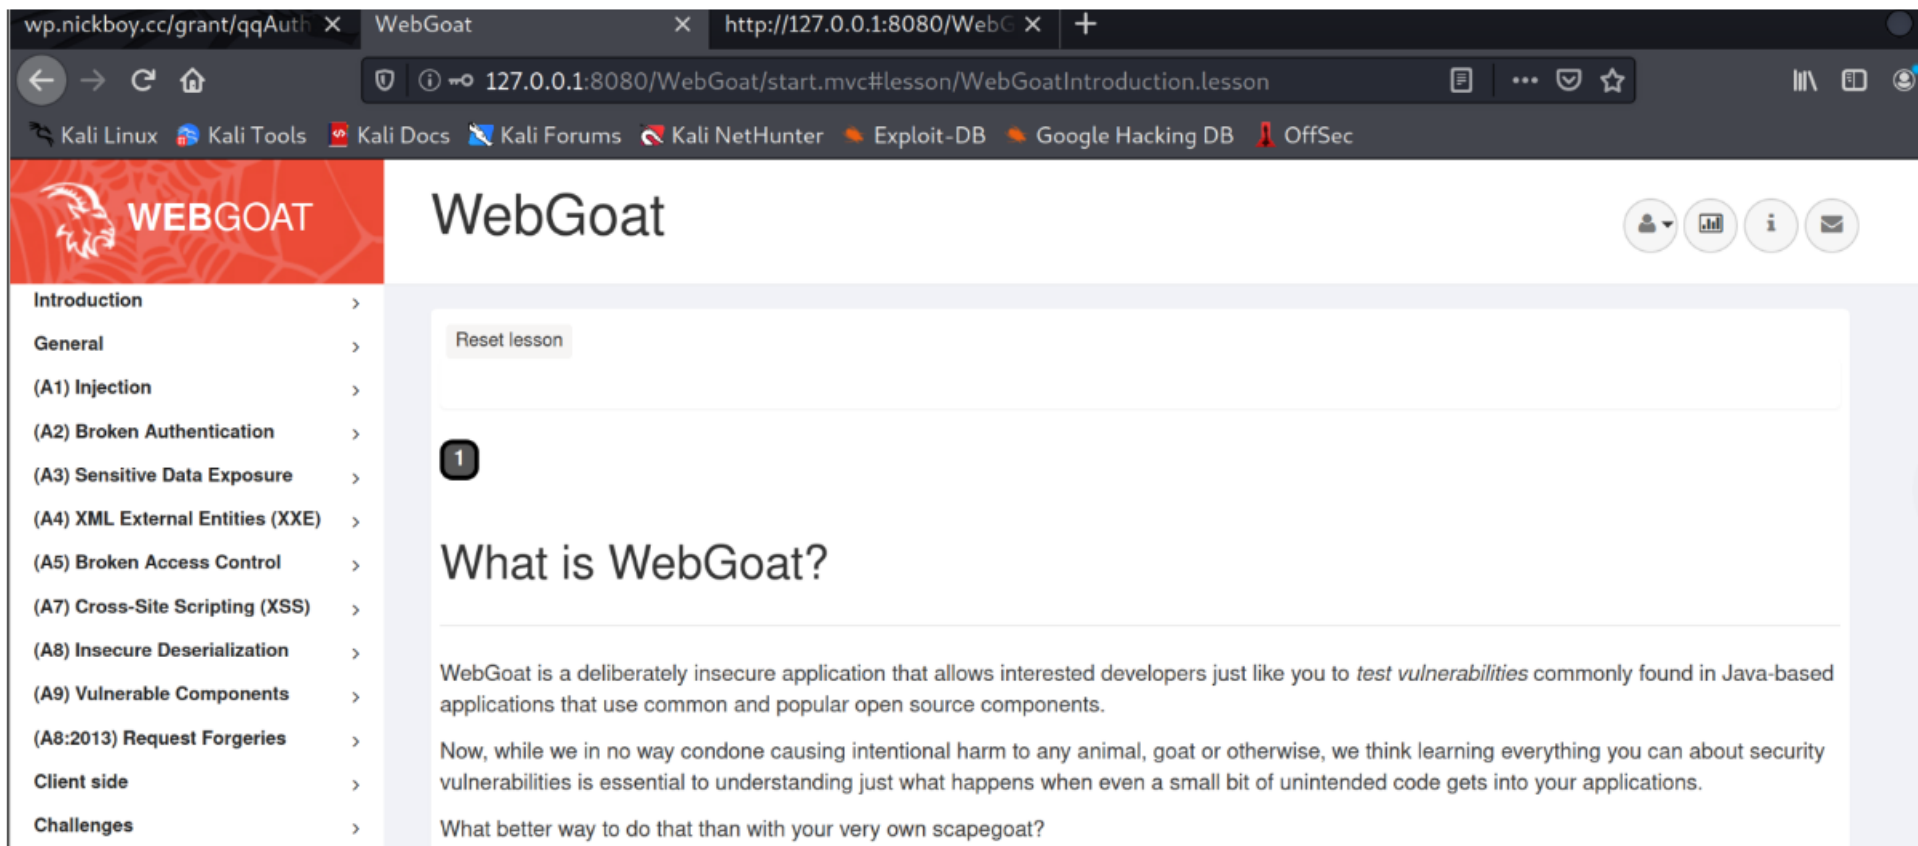 wp.nickboy.cc/grant/qqAuth
WebGoat
http://127.0.0.1:8080/WebG
127.0.0.1:8080/WebGoat/start.mvc#lesson/WebGoatIntroduction.lesson
Kali Linux Kali Tools Kali Docs Kali Forums Kali NetHunter Exploit-DB Google Hacking DB OffSec
WEBGOAT
WebGoat
Introduction
General
(A1) Injection
(A2) Broken Authentication
(A3) Sensitive Data Exposure
(A4) XML External Entities (XXE)
(A5) Broken Access Control
(A7) Cross-Site Scripting (XSS)
(A8) Insecure Deserialization
(A9) Vulnerable Components
(A8:2013) Request Forgeries
Client side
Challenges
Reset lesson
1
What is WebGoat?
WebGoat is a deliberately insecure application that allows interested developers just like you to test vulnerabilities commonly found in Java-based
applications that use common and popular open source components.
Now, while we in no way condone causing intentional harm to any animal, goat or otherwise, we think learning everything you can about security
vulnerabilities is essential to understanding just what happens when even a small bit of unintended code gets into your applications.
What better way to do that than with your very own scapegoat?